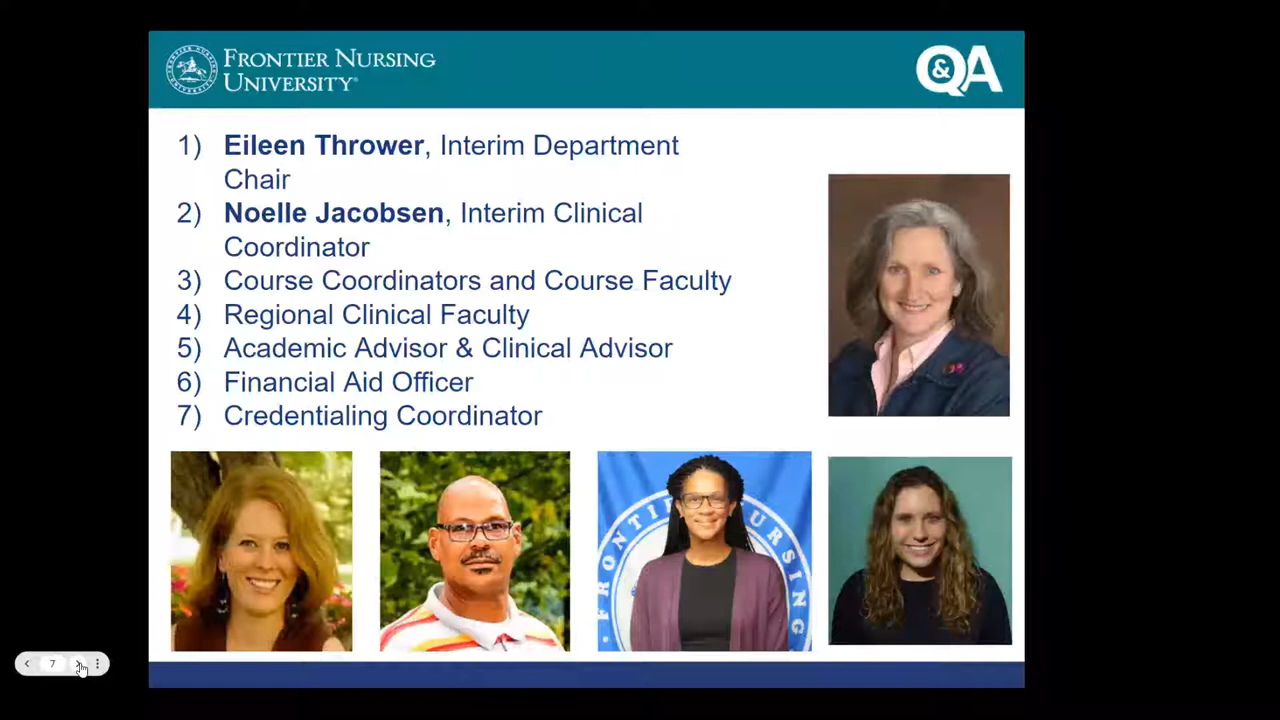 FRONTIER NURSING
UNIVERSITY
Q&A
1) Eileen Thrower, Interim Department
Chair
2) Noelle Jacobsen, Interim Clinical
Coordinator
3) Course Coordinators and Course Faculty
4) Regional Clinical Faculty
5) Academic Advisor & Clinical Advisor
6) Financial Aid Officer
7) Credentialing Coordinator
7